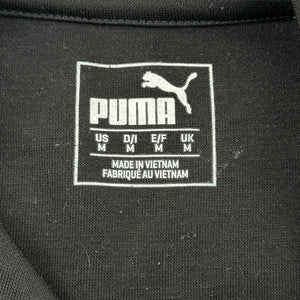 PUMA
US D/I E/F UK
M M M M
MADE IN VIETNAM
FABRIQUÉ AU VIETNAM